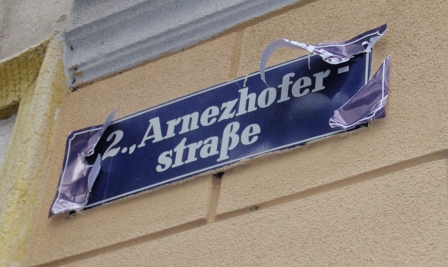 2., Arnezhofer-
straße